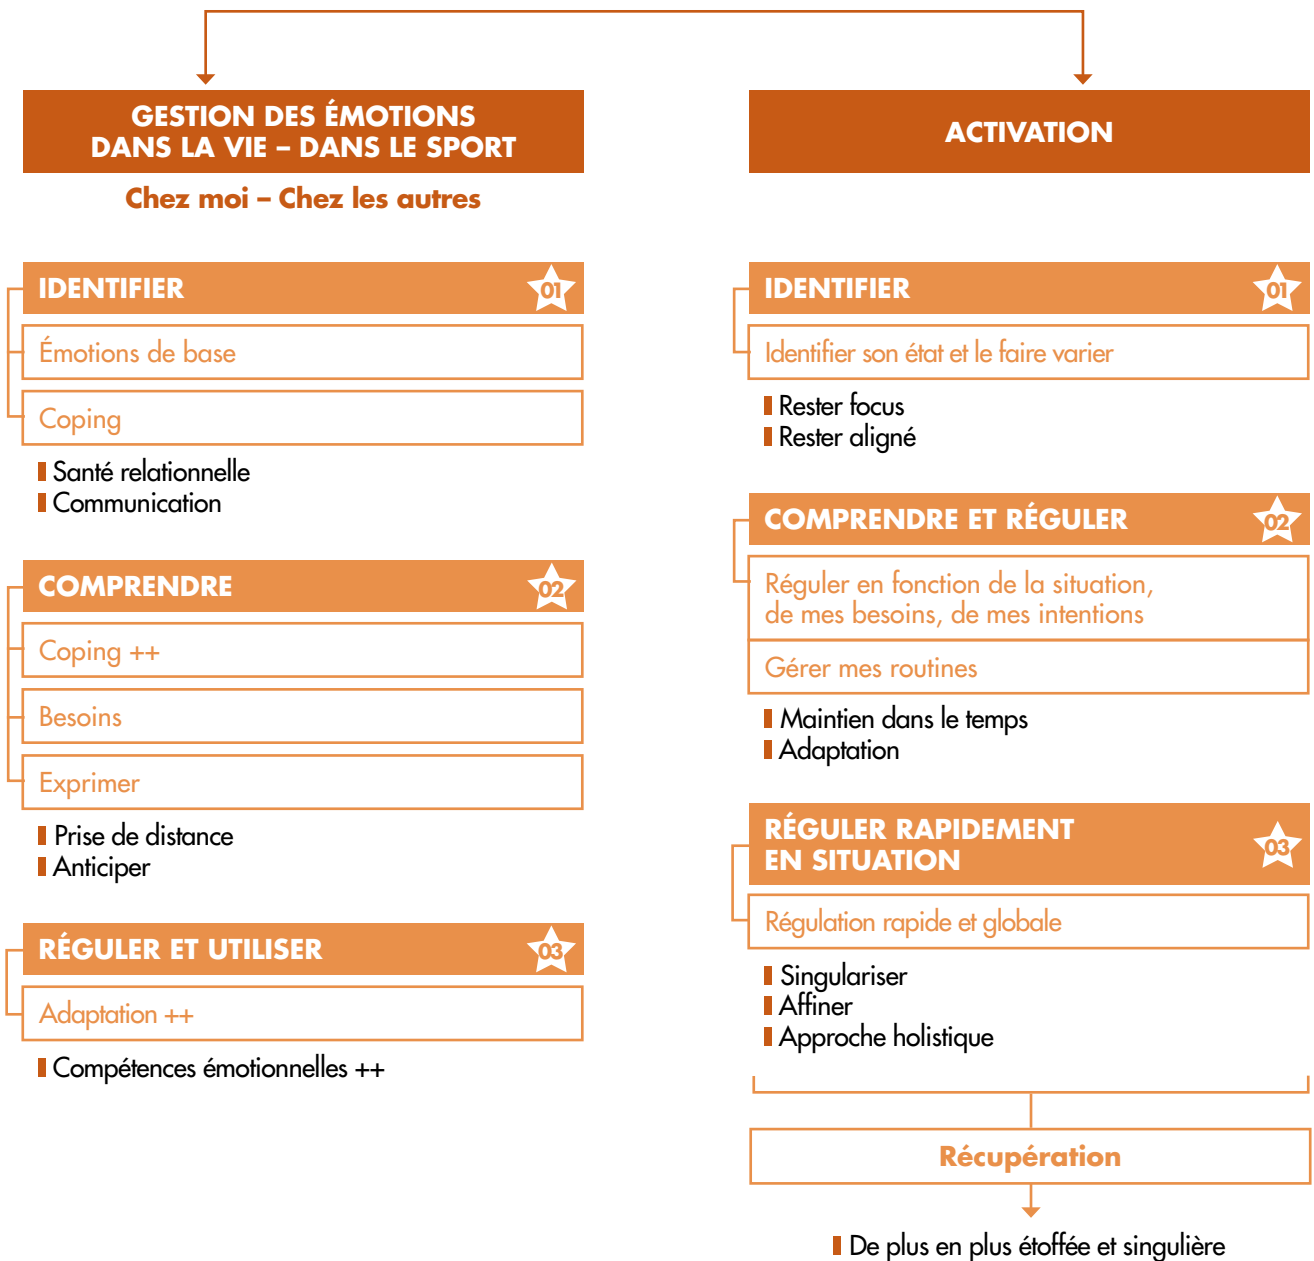 GESTION DES ÉMOTIONS
DANS LA VIE – DANS LE SPORT
Chez moi – Chez les autres
IDENTIFIER 01
Émotions de base
Coping
Santé relationnelle
Communication
COMPRENDRE 02
Coping ++
Besoins
Exprimer
Prise de distance
Anticiper
RÉGULER ET UTILISER 03
Adaptation ++
Compétences émotionnelles ++
ACTIVATION
IDENTIFIER 01
Identifier son état et le faire varier
Rester focus
Rester aligné
COMPRENDRE ET RÉGULER 02
Réguler en fonction de la situation,
de mes besoins, de mes intentions
Gérer mes routines
Maintien dans le temps
Adaptation
RÉGULER RAPIDEMENT
EN SITUATION 03
Régulation rapide et globale
Singulariser
Affiner
Approche holistique
Récupération
De plus en plus étoffée et singulière